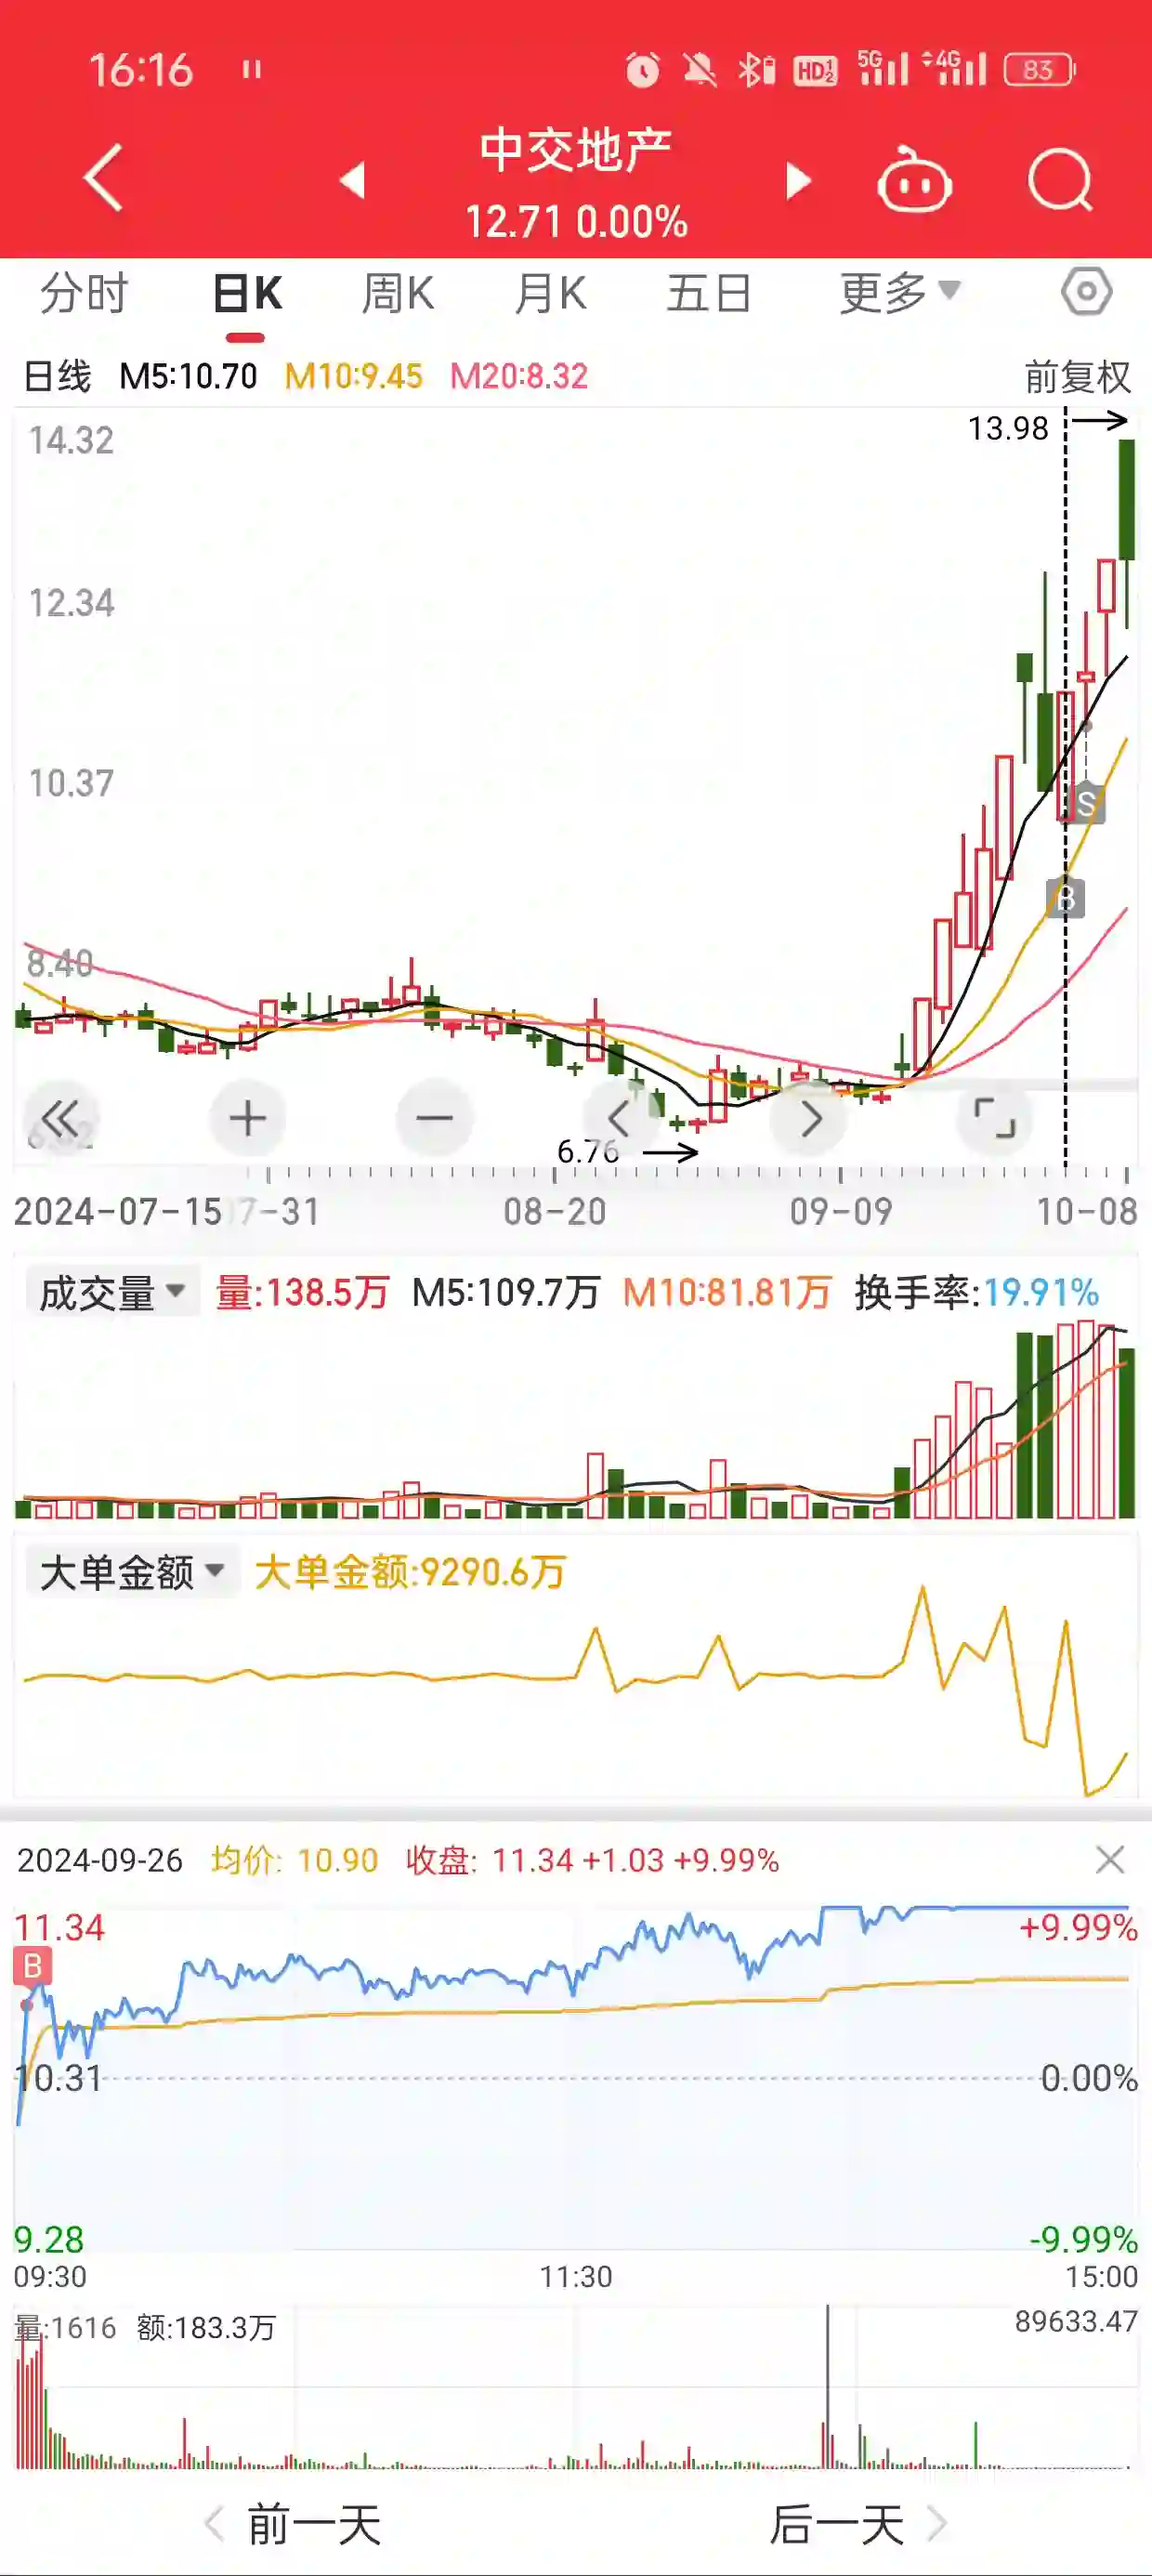 16:16
HD 1 2 5G 4G 83
中交地产
12.71 0.00%
分时 日K 周K 月K 五日 更多
日线 M5:10.70 M10:9.45 M20:8.32 前复权
13.98
14.32
12.34
10.37
S
B
8.40
6.76
2024-07-15 7-31 08-20 09-09 10-08
成交量 量:138.5万 M5:109.7万 M10:81.81万 换手率:19.91%
大单金额 大单金额:9290.6万
2024-09-26 均价: 10.90 收盘: 11.34 +1.03 +9.99%
11.34 +9.99%
B
10.31 0.00%
9.28 -9.99%
09:30 11:30 15:00
量:1616 额:183.3万 89633.47
前一天 后一天